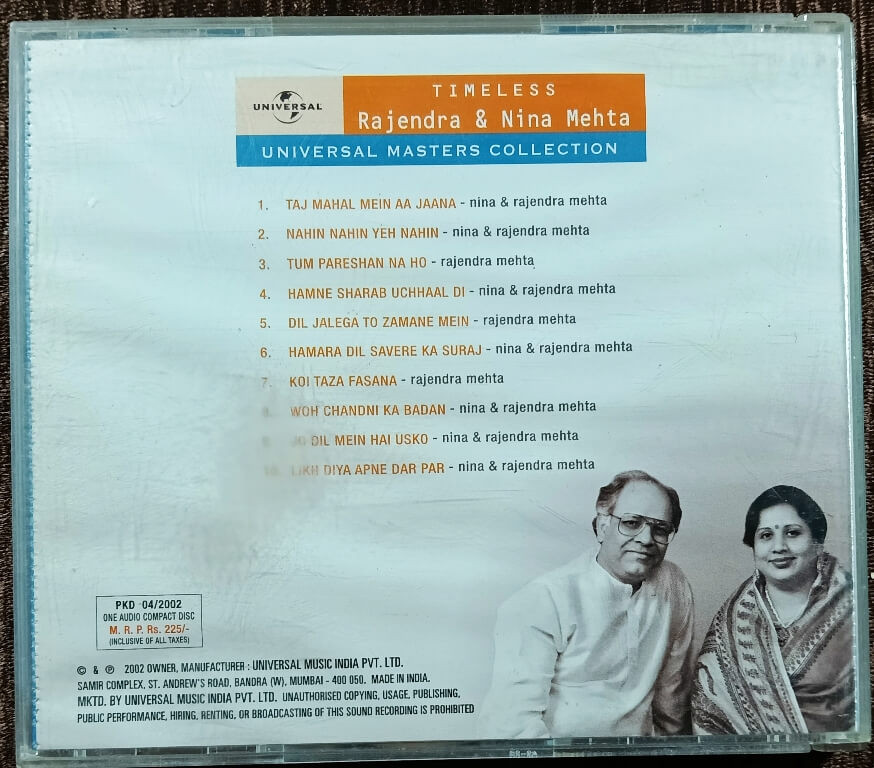 UNIVERSAL
TIMELESS
Rajendra & Nina Mehta
UNIVERSAL MASTERS COLLECTION
1. TAJ MAHAL MEIN AA JAANA - nina & rajendra mehta
2. NAHIN NAHIN YEH NAHIN - nina & rajendra mehta
3. TUM PARESHAN NA HO - rajendra mehta
4. HAMNE SHARAB UCHHAAL DI - nina & rajendra mehta
5. DIL JALEGA TO ZAMANE MEIN - rajendra mehta
6. HAMARA DIL SAVERE KA SURAJ - nina & rajendra mehta
7. KOI TAZA FASANA - rajendra mehta
8. WOH CHANDNI KA BADAN - nina & rajendra mehta
9. JO DIL MEIN HAI USKO - nina & rajendra mehta
10. LIKH DIYA APNE DAR PAR - nina & rajendra mehta
PKD 04/2002
ONE AUDIO COMPACT DISC
M. R. P. Rs. 225/-
(INCLUSIVE OF ALL TAXES)
© & ℗ 2002 OWNER, MANUFACTURER : UNIVERSAL MUSIC INDIA PVT. LTD.
SAMIR COMPLEX, ST. ANDREW'S ROAD, BANDRA (W), MUMBAI - 400 050. MADE IN INDIA.
MKTD. BY UNIVERSAL MUSIC INDIA PVT. LTD. UNAUTHORISED COPYING, USAGE, PUBLISHING,
PUBLIC PERFORMANCE, HIRING, RENTING, OR BROADCASTING OF THIS SOUND RECORDING IS PROHIBITED